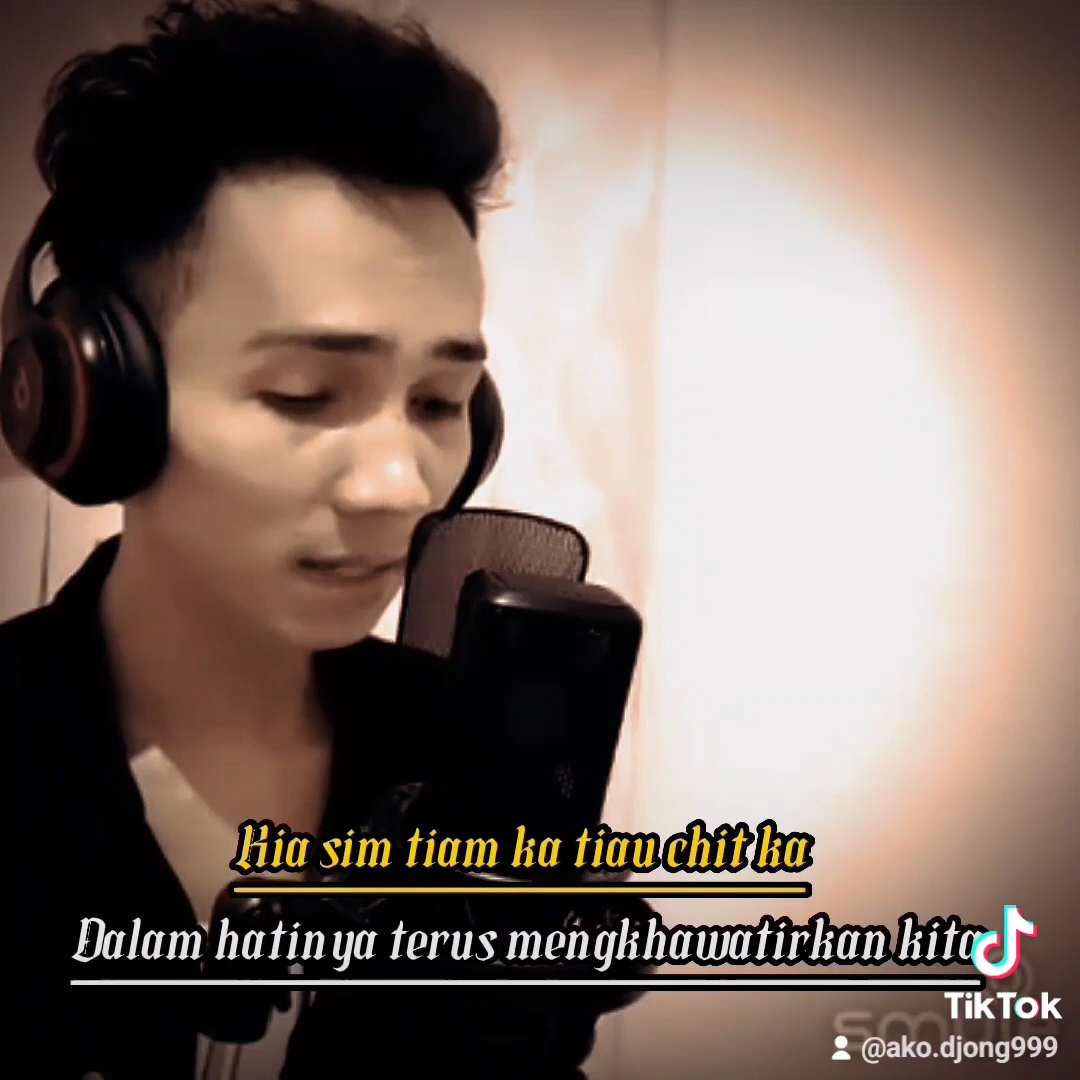 Kia sim tiam ka tiau chit ka
Dalam hatinya terus mengkhawatirkan kita
TikTok
@ako.djong999